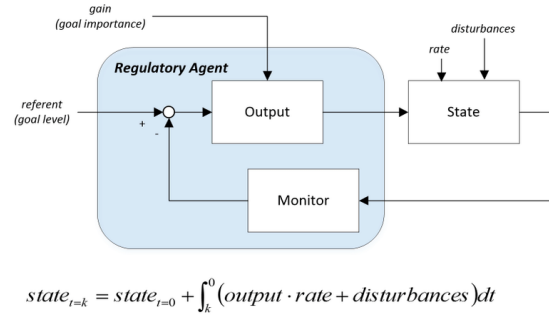 gain
(goal importance)
disturbances
rate
Regulatory Agent
referent
(goal level)
+
-
Output
State
Monitor
state_{t=k} = state_{t=0} + ∫_k^0 (output · rate + disturbances)dt